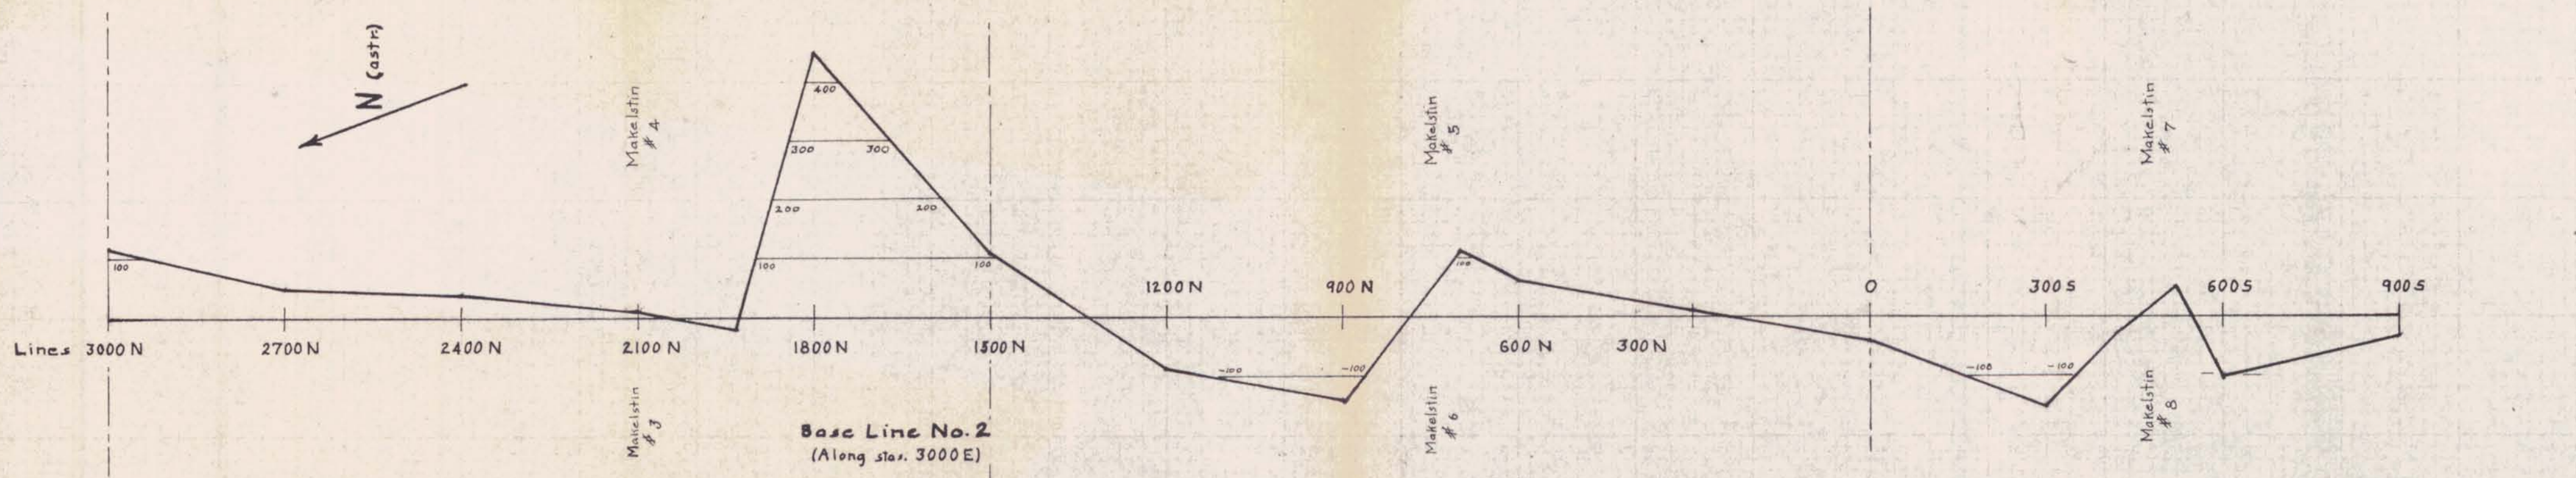 N (astr.)
Makelstin
# 4
Makelstin
# 5
Makelstin
# 7
400
300 300
200 200
100 100 100 100
1200 N 900 N 0 300 S 600 S 900 S
Lines 3000 N 2700 N 2400 N 2100 N 1800 N 1500 N 600 N 300 N
-100 -100 -100 -100
Makelstin
# 3
Makelstin
# 6
Makelstin
# 8
Base Line No. 2
(Along stas. 3000 E)